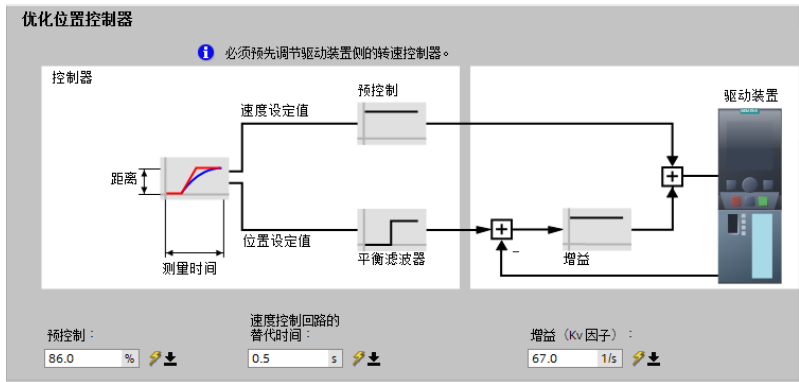 优化位置控制器
必须预先调节驱动装置侧的转速控制器。
控制器
预控制
驱动装置
速度设定值
距离
位置设定值
测量时间
平衡滤波器
增益
预控制：
速度控制回路的
替代时间：
增益（Kv 因子）：
86.0 %
0.5 s
67.0 1/s